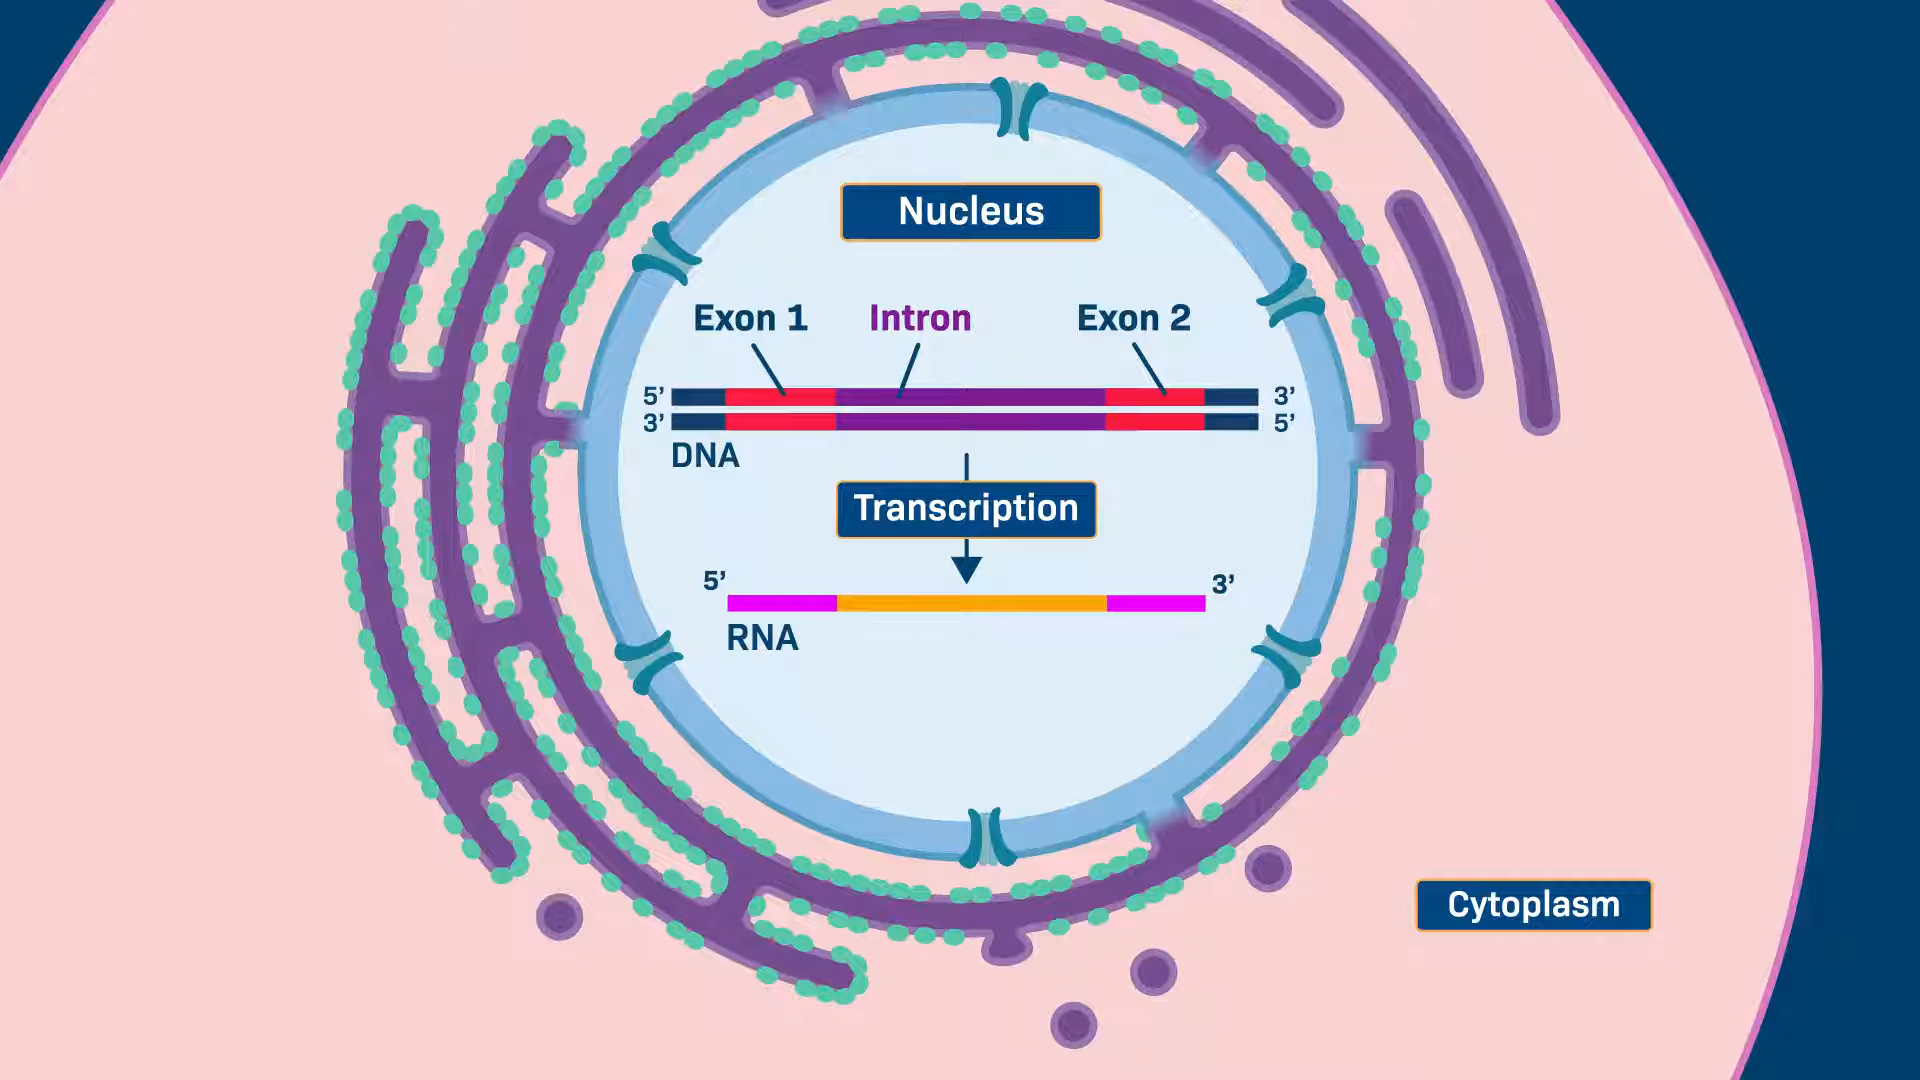 Nucleus
Exon 1 Intron Exon 2
5’ 3’
3’ 5’
DNA
Transcription
5’ 3’
RNA
Cytoplasm